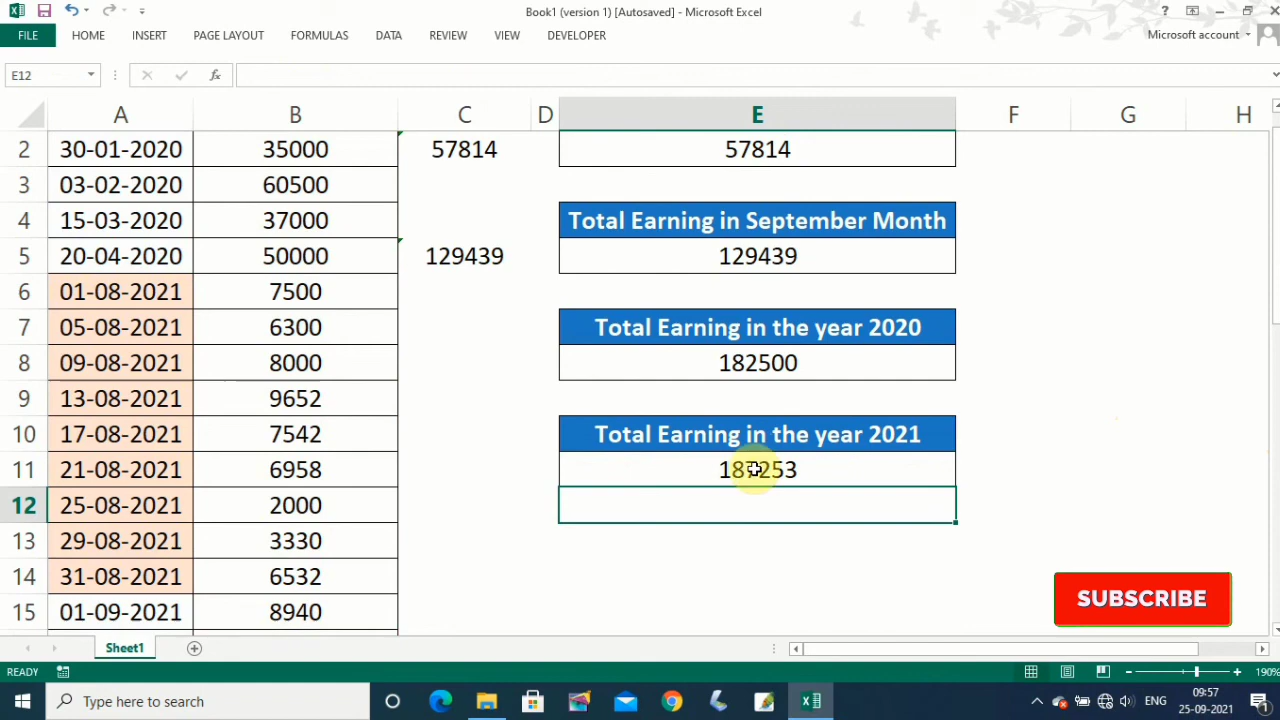 Book1 (version 1) [Autosaved] - Microsoft Excel
FILE HOME INSERT PAGE LAYOUT FORMULAS DATA REVIEW VIEW DEVELOPER Microsoft account
E12 fx
A B C D E F G H
2 30-01-2020 35000 57814 57814
3 03-02-2020 60500
4 15-03-2020 37000 Total Earning in September Month
5 20-04-2020 50000 129439 129439
6 01-08-2021 7500
7 05-08-2021 6300 Total Earning in the year 2020
8 09-08-2021 8000 182500
9 13-08-2021 9652
10 17-08-2021 7542 Total Earning in the year 2021
11 21-08-2021 6958 187253
12 25-08-2021 2000
13 29-08-2021 3330
14 31-08-2021 6532
15 01-09-2021 8940
SUBSCRIBE
Sheet1
READY 190%
Type here to search ENG 09:57
25-09-2021